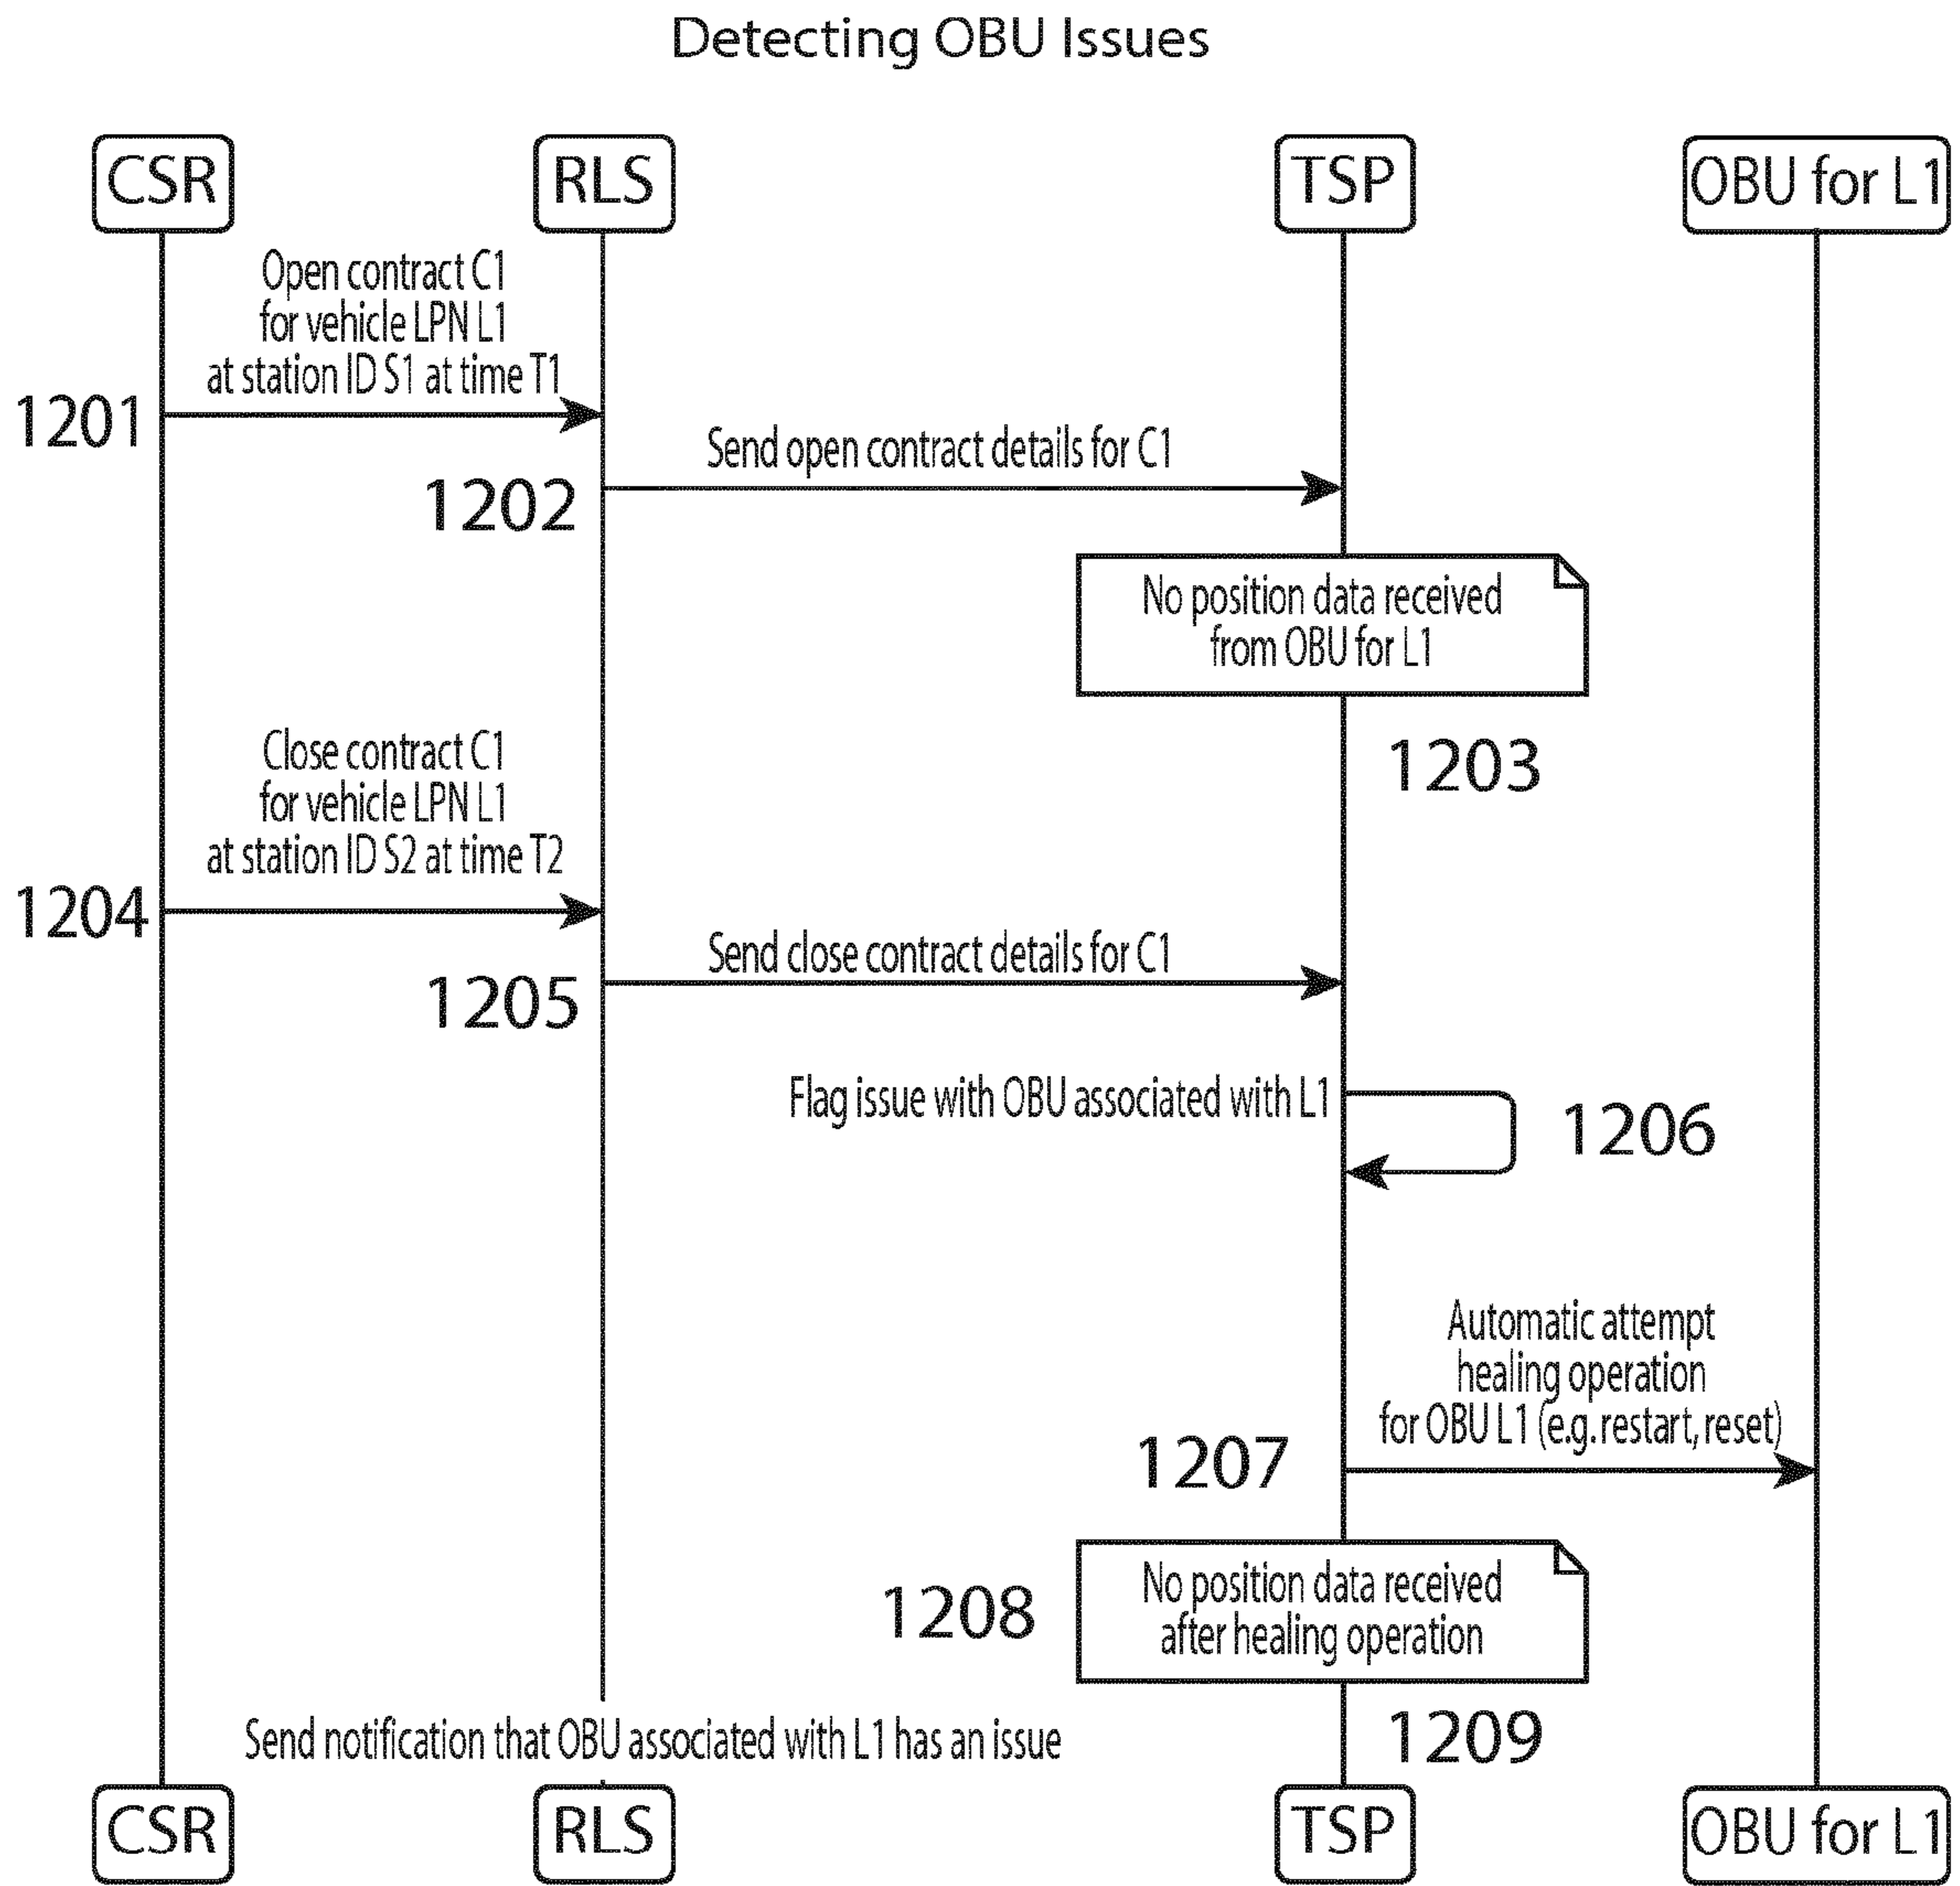 Detecting OBU Issues
CSR
RLS
TSP
OBU for L1
Open contract C1
for vehicle LPN L1
at station ID S1 at time T1
1201
Send open contract details for C1
1202
No position data received
from OBU for L1
1203
Close contract C1
for vehicle LPN L1
at station ID S2 at time T2
1204
Send close contract details for C1
1205
Flag issue with OBU associated with L1
1206
Automatic attempt
healing operation
for OBU L1 (e.g. restart, reset)
1207
No position data received
after healing operation
1208
Send notification that OBU associated with L1 has an issue
1209
CSR
RLS
TSP
OBU for L1